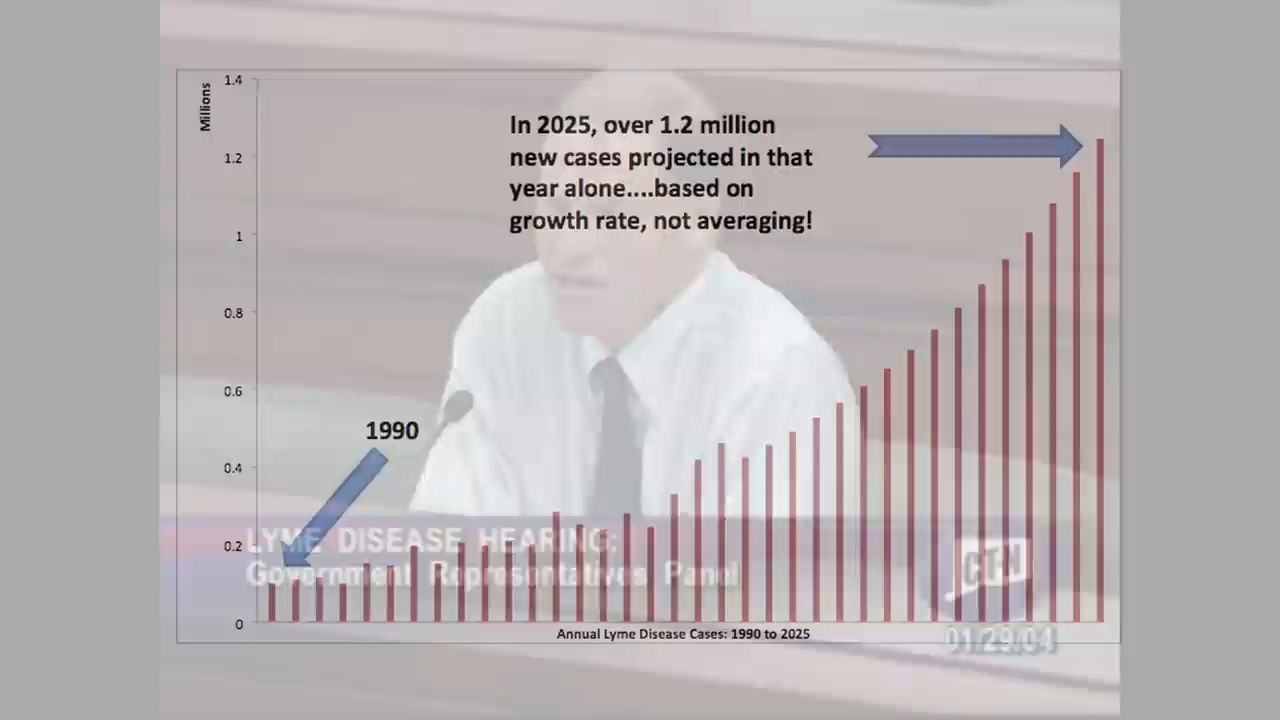 1.4
Millions
In 2025, over 1.2 million
new cases projected in that
year alone....based on
growth rate, not averaging!
1.2
1
0.8
0.6
1990
0.4
LYME DISEASE HEARING:
0.2
Government Representatives Panel
CTN
0
Annual Lyme Disease Cases: 1990 to 2025
01.29.04